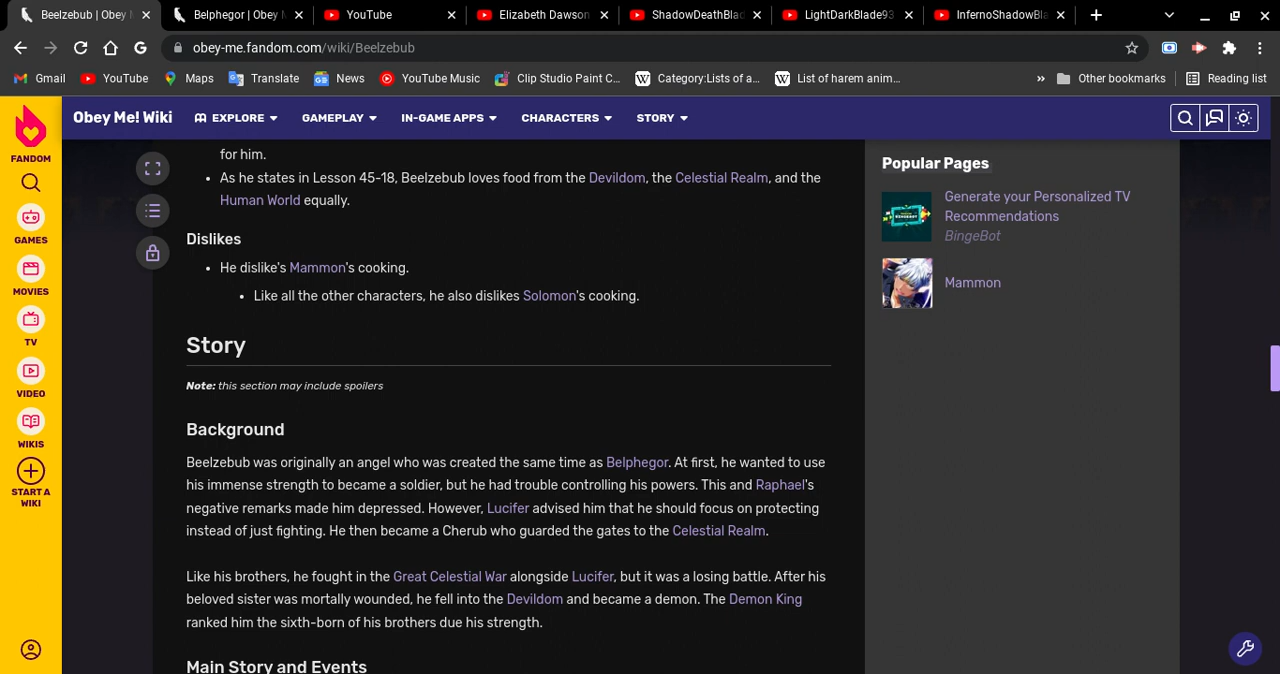 Beelzebub | Obey M
Belphegor | Obey M
YouTube
Elizabeth Dawson
ShadowDeathBlad
LightDarkBlade93
InfernoShadowBla
obey-me.fandom.com/wiki/Beelzebub
Gmail
YouTube
Maps
Translate
News
YouTube Music
Clip Studio Paint C...
Category:Lists of a...
List of harem anim...
»
Other bookmarks
Reading list
FANDOM
GAMES
MOVIES
TV
VIDEO
WIKIS
START A
WIKI
Obey Me! Wiki
EXPLORE
GAMEPLAY
IN-GAME APPS
CHARACTERS
STORY
for him.
• As he states in Lesson 45-18, Beelzebub loves food from the Devildom, the Celestial Realm, and the
Human World equally.
Dislikes
• He dislike's Mammon's cooking.
• Like all the other characters, he also dislikes Solomon's cooking.
Story
Note: this section may include spoilers
Background
Beelzebub was originally an angel who was created the same time as Belphegor. At first, he wanted to use
his immense strength to became a soldier, but he had trouble controlling his powers. This and Raphael's
negative remarks made him depressed. However, Lucifer advised him that he should focus on protecting
instead of just fighting. He then became a Cherub who guarded the gates to the Celestial Realm.
Like his brothers, he fought in the Great Celestial War alongside Lucifer, but it was a losing battle. After his
beloved sister was mortally wounded, he fell into the Devildom and became a demon. The Demon King
ranked him the sixth-born of his brothers due his strength.
Main Story and Events
Popular Pages
Generate your Personalized TV
Recommendations
BingeBot
Mammon